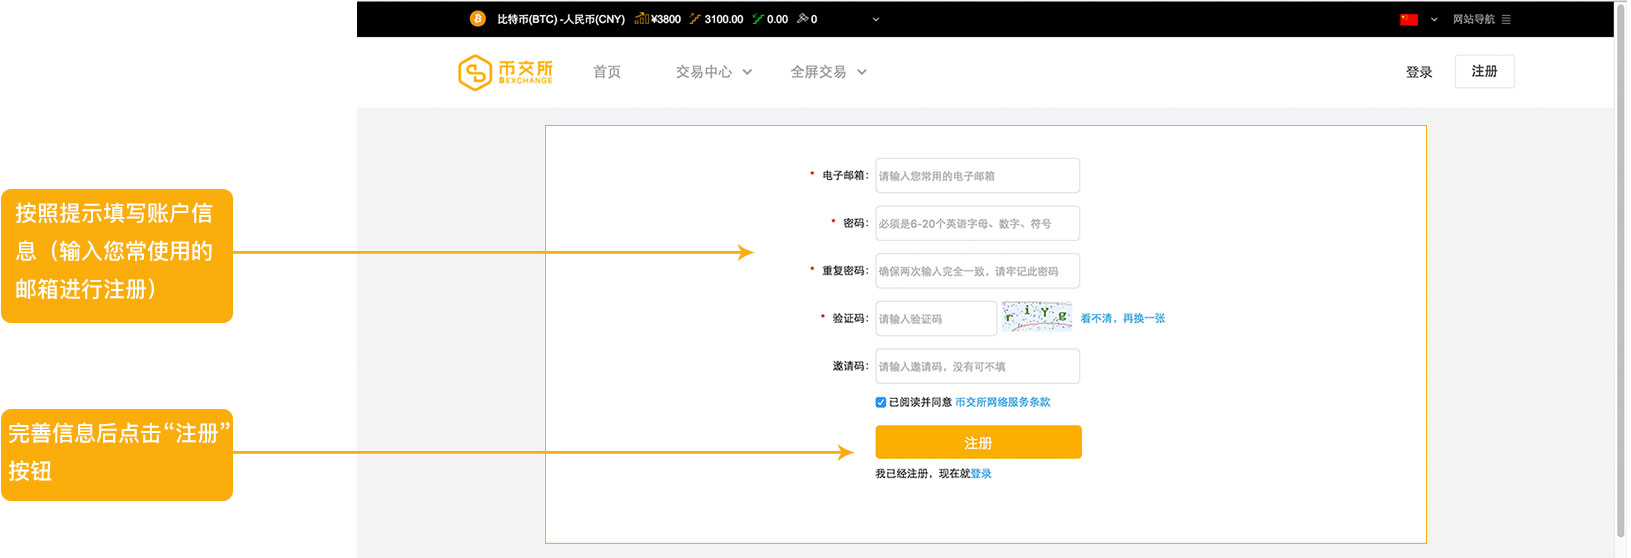 比特币(BTC) -人民币(CNY) ¥3800 3100.00 0.00 0
网站导航
币交所
EXCHANGE
首页 交易中心 全屏交易
登录 注册
按照提示填写账户信
息（输入您常使用的
邮箱进行注册）
* 电子邮箱： 请输入您常用的电子邮箱
* 密码： 必须是6-20个英语字母、数字、符号
* 重复密码： 确保两次输入完全一致，请牢记此密码
* 验证码： 请输入验证码 riYg 看不清，再换一张
邀请码： 请输入邀请码，没有可不填
已阅读并同意 币交所网络服务条款
完善信息后点击“注册”
按钮
注册
我已经注册，现在就登录